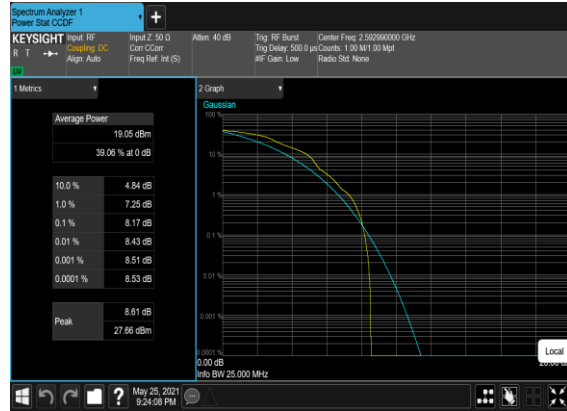 Spectrum Analyzer 1
Power Stat CCDF
KEYSIGHT
R T
Input: RF
Coupling: DC
Align: Auto
Input Z: 50 Ω
Corr CCorr
Freq Ref: Int (S)
Atten: 40 dB
Trig: RF Burst
Trig Delay: 500.0 µs
#IF Gain: Low
Center Freq: 2.592990000 GHz
Counts: 1.00 M/1.00 Mpt
Radio Std: None
1 Metrics
Average Power
19.05 dBm
39.06 % at 0 dB
10.0 % 4.84 dB
1.0 % 7.25 dB
0.1 % 8.17 dB
0.01 % 8.43 dB
0.001 % 8.51 dB
0.0001 % 8.53 dB
Peak
8.61 dB
27.66 dBm
2 Graph
Gaussian
100 %
10 %
1 %
0.1 %
0.01 %
0.001 %
0.0001 %
0.00 dB
Info BW 25.000 MHz
Local
May 25, 2021
9:24:08 PM